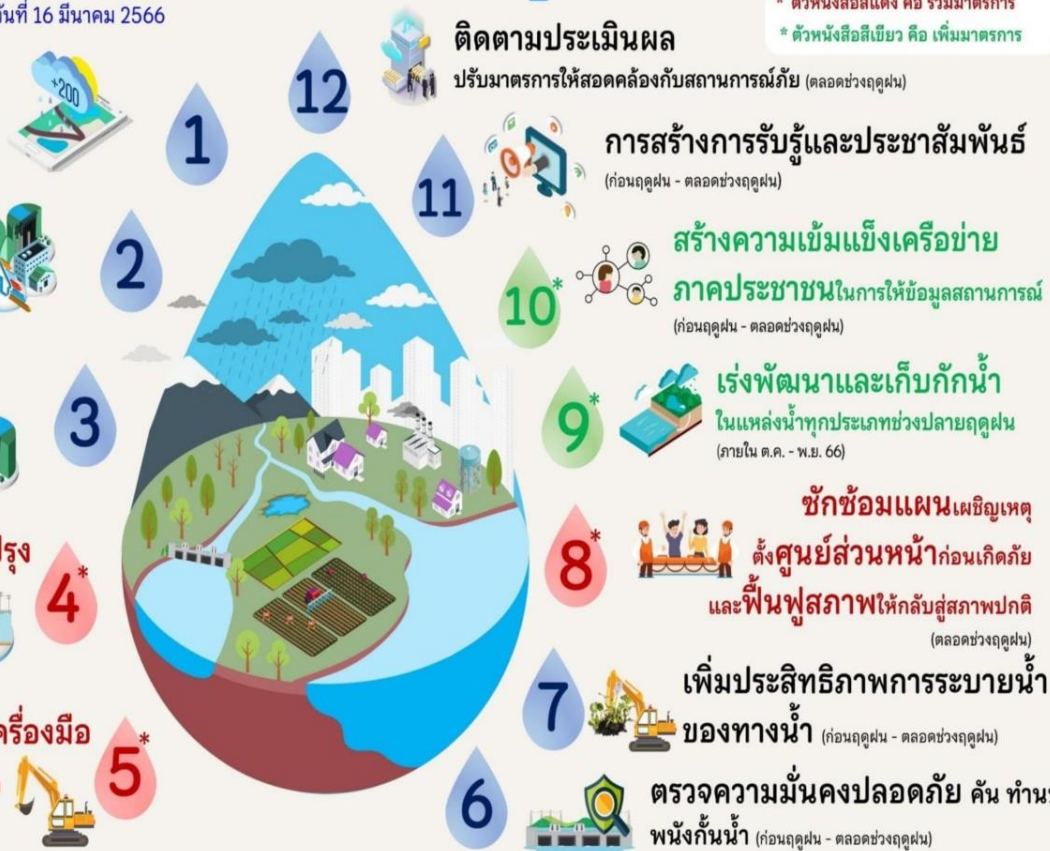 วันที่ 16 มีนาคม 2566
* ตัวหนังสือสีแดง คือ รวมมาตรการ
* ตัวหนังสือสีเขียว คือ เพิ่มมาตรการ
+200
1
2
3
4*
5*
12
ติดตามประเมินผล
ปรับมาตรการให้สอดคล้องกับสถานการณ์ภัย (ตลอดช่วงฤดูฝน)
11
การสร้างการรับรู้และประชาสัมพันธ์
(ก่อนฤดูฝน - ตลอดช่วงฤดูฝน)
10*
สร้างความเข้มแข็งเครือข่าย
ภาคประชาชนในการให้ข้อมูลสถานการณ์
(ก่อนฤดูฝน - ตลอดช่วงฤดูฝน)
9*
เร่งพัฒนาและเก็บกักน้ำ
ในแหล่งน้ำทุกประเภทช่วงปลายฤดูฝน
(ภายใน ต.ค. - พ.ย. 66)
8*
ซักซ้อมแผนเผชิญเหตุ
ตั้งศูนย์ส่วนหน้าก่อนเกิดภัย
และฟื้นฟูสภาพให้กลับสู่สภาพปกติ
(ตลอดช่วงฤดูฝน)
7
เพิ่มประสิทธิภาพการระบายน้ำ
ของทางน้ำ (ก่อนฤดูฝน - ตลอดช่วงฤดูฝน)
6
ตรวจความมั่นคงปลอดภัย คัน
พนังกั้นน้ำ (ก่อนฤดูฝน - ตลอดช่วงฤดูฝน)